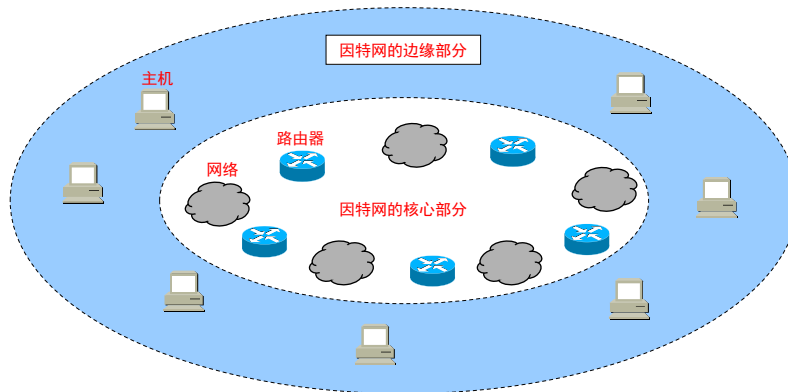 因特网的边缘部分
主机
路由器
网络
因特网的核心部分